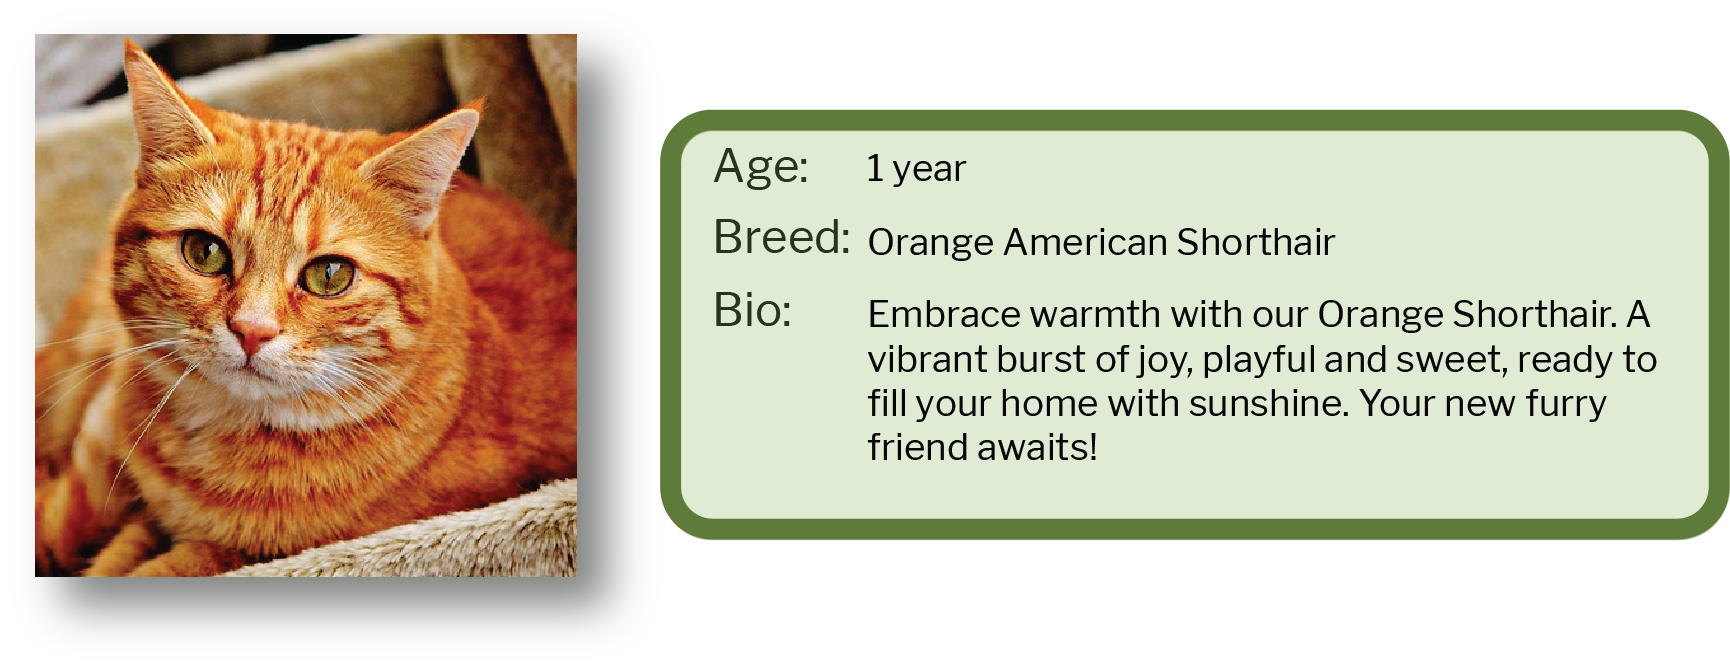 Age: 1 year
Breed: Orange American Shorthair
Bio: Embrace warmth with our Orange Shorthair. A
vibrant burst of joy, playful and sweet, ready to
fill your home with sunshine. Your new furry
friend awaits!